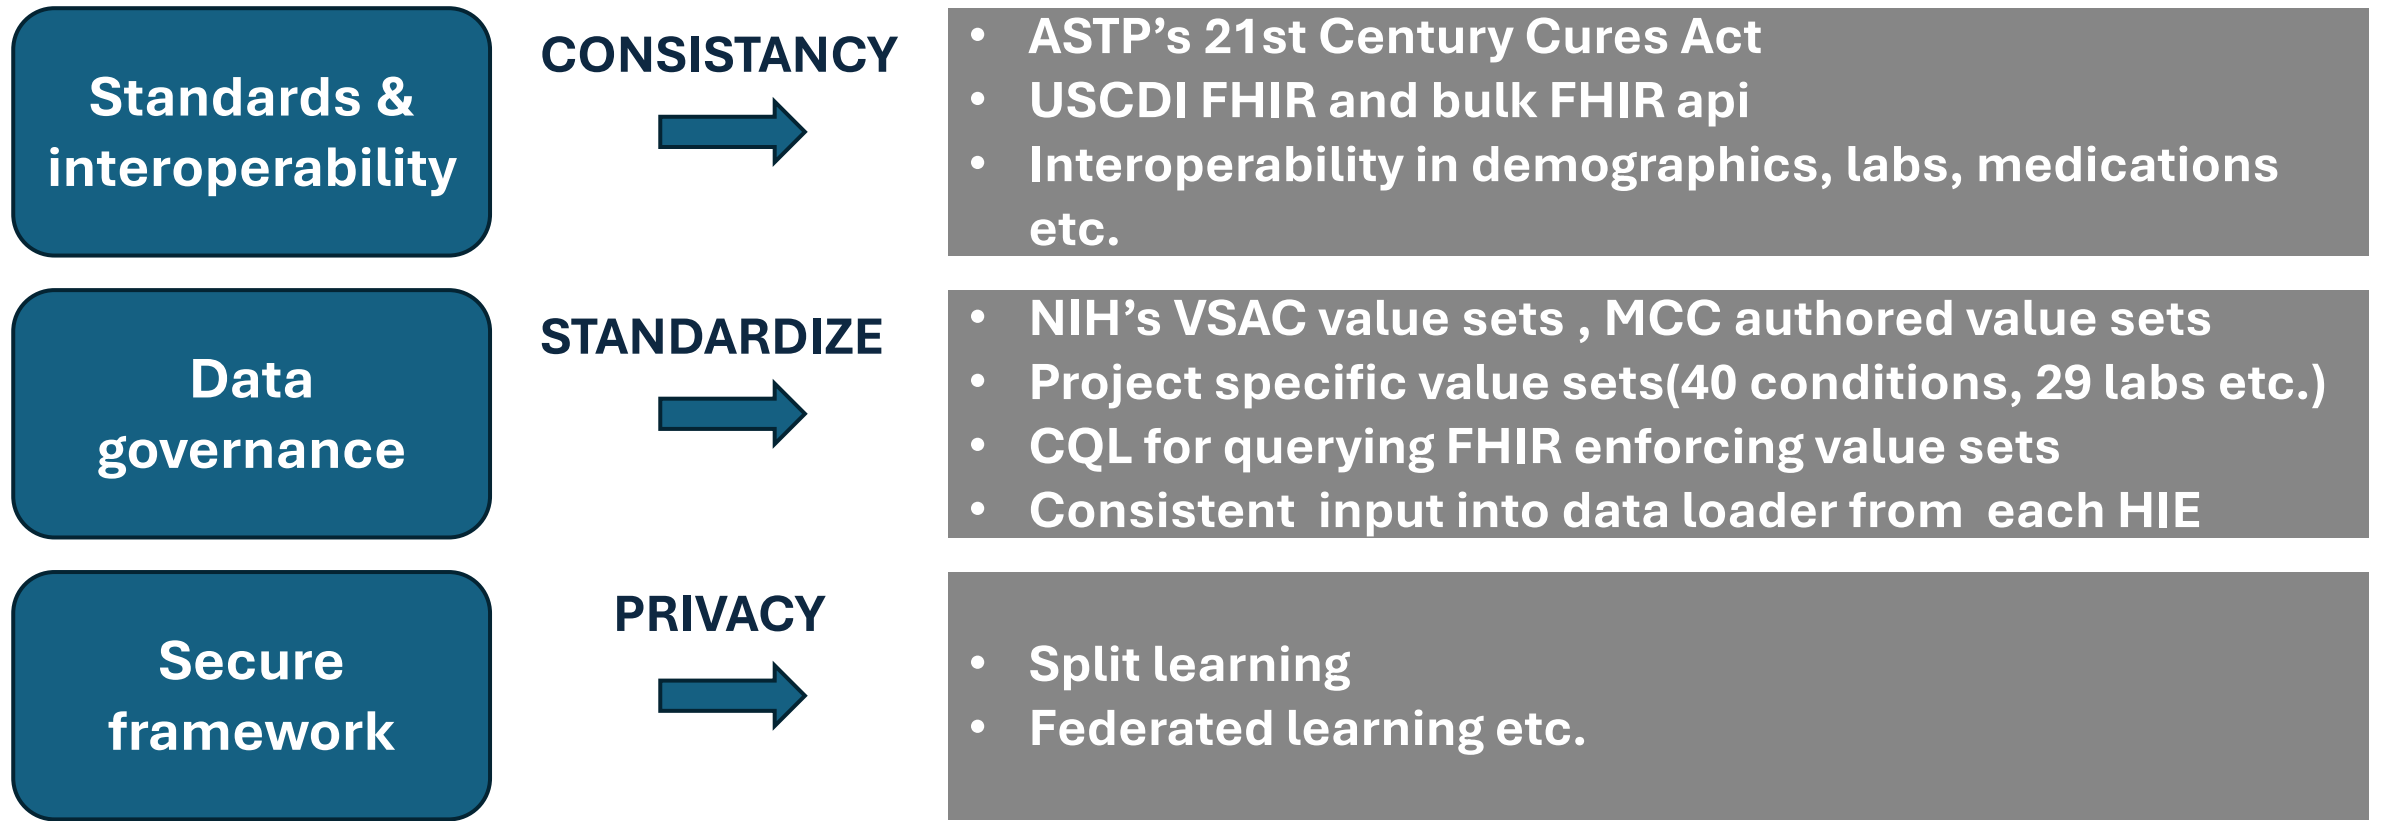 Standards &
interoperability
CONSISTANCY
• ASTP’s 21st Century Cures Act
• USCDI FHIR and bulk FHIR api
• Interoperability in demographics, labs, medications
etc.
Data
governance
STANDARDIZE
• NIH’s VSAC value sets , MCC authored value sets
• Project specific value sets(40 conditions, 29 labs etc.)
• CQL for querying FHIR enforcing value sets
• Consistent  input into data loader from  each HIE
Secure
framework
PRIVACY
• Split learning
• Federated learning etc.